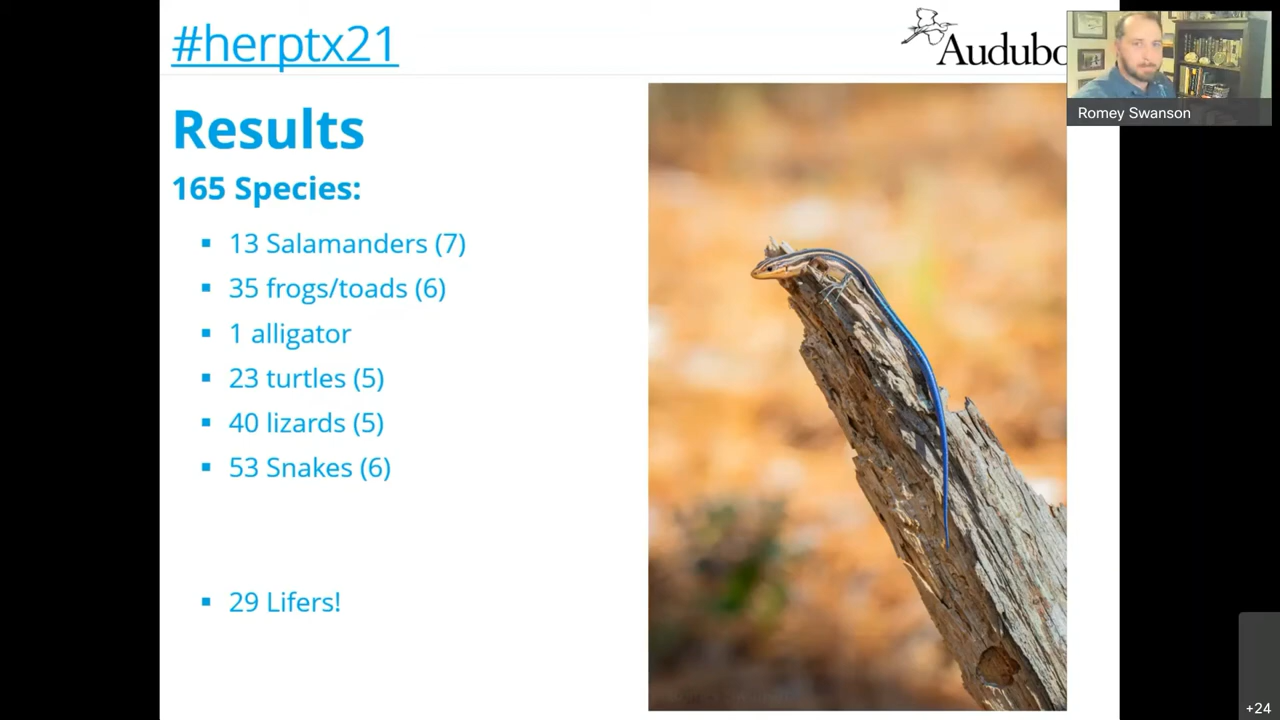 #herptx21
Audubo
Romey Swanson
Results
165 Species:
▪ 13 Salamanders (7)
▪ 35 frogs/toads (6)
▪ 1 alligator
▪ 23 turtles (5)
▪ 40 lizards (5)
▪ 53 Snakes (6)
▪ 29 Lifers!
+24